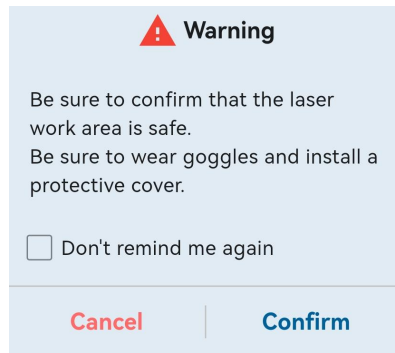 Warning
Be sure to confirm that the laser
work area is safe.
Be sure to wear goggles and install a
protective cover.
Don't remind me again
Cancel
Confirm